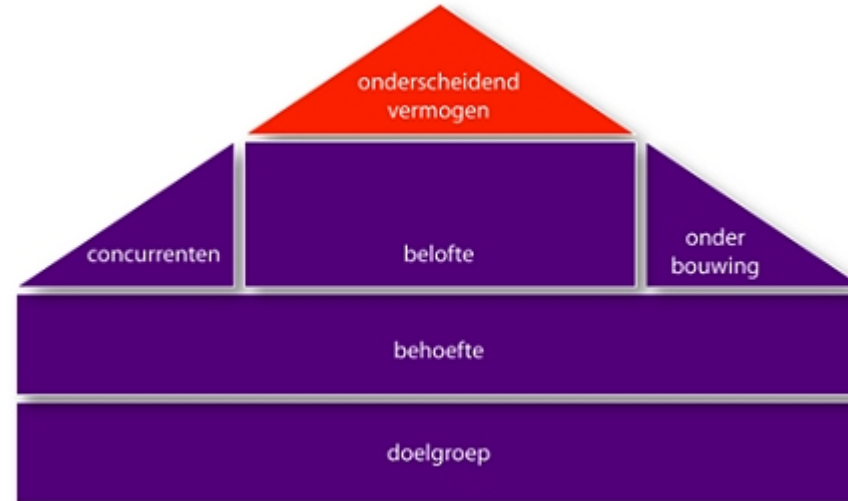 onderscheidend
vermogen
concurrenten
belofte
onder
bouwing
behoefte
doelgroep